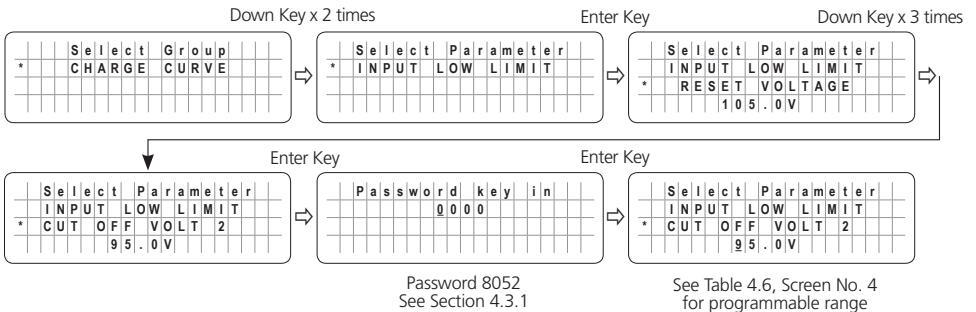 Down Key x 2 times
Enter Key
Down Key x 3 times
Select Group
* CHARGE CURVE
Select Parameter
* INPUT LOW LIMIT
Select Parameter
INPUT LOW LIMIT
* RESET VOLTAGE
105.0V
Enter Key
Enter Key
Select Parameter
INPUT LOW LIMIT
* CUT OFF VOLT 2
95.0V
Password key in
0000
Select Parameter
INPUT LOW LIMIT
* CUT OFF VOLT 2
95.0V
Password 8052
See Section 4.3.1
See Table 4.6, Screen No. 4
for programmable range